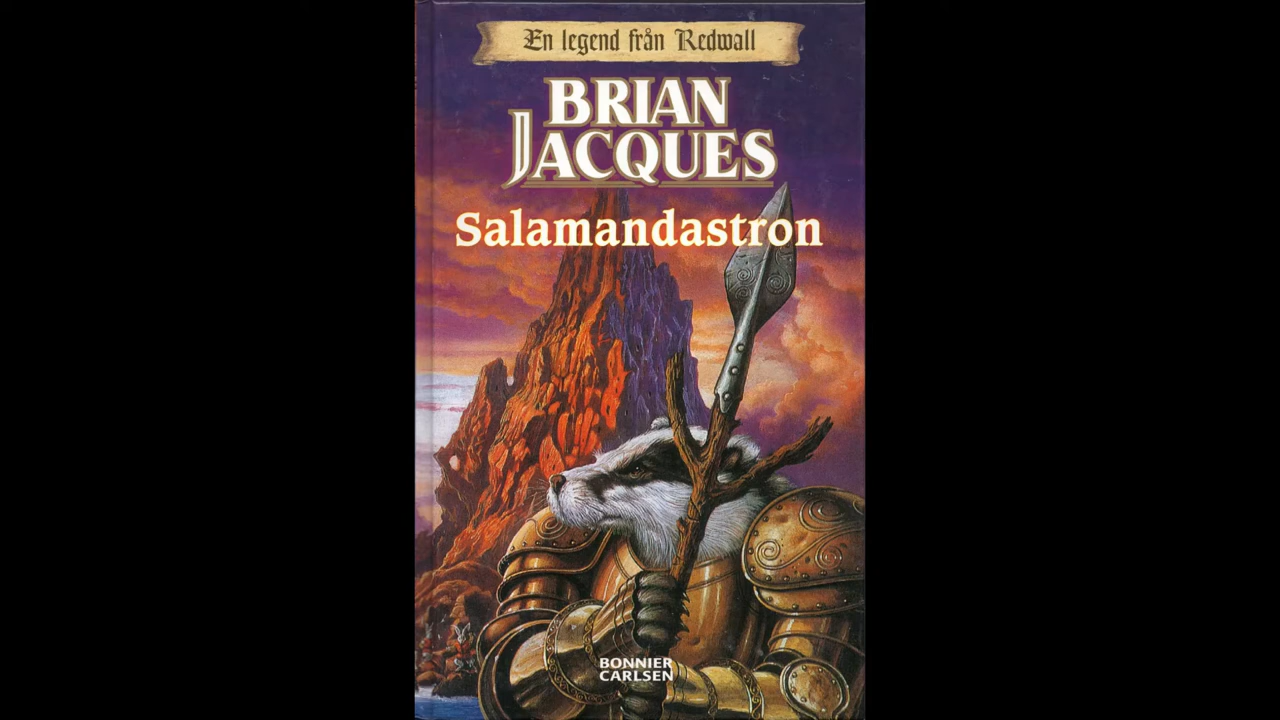 En legend från Redwall
BRIAN
JACQUES
Salamandastron
BONNIER
CARLSEN